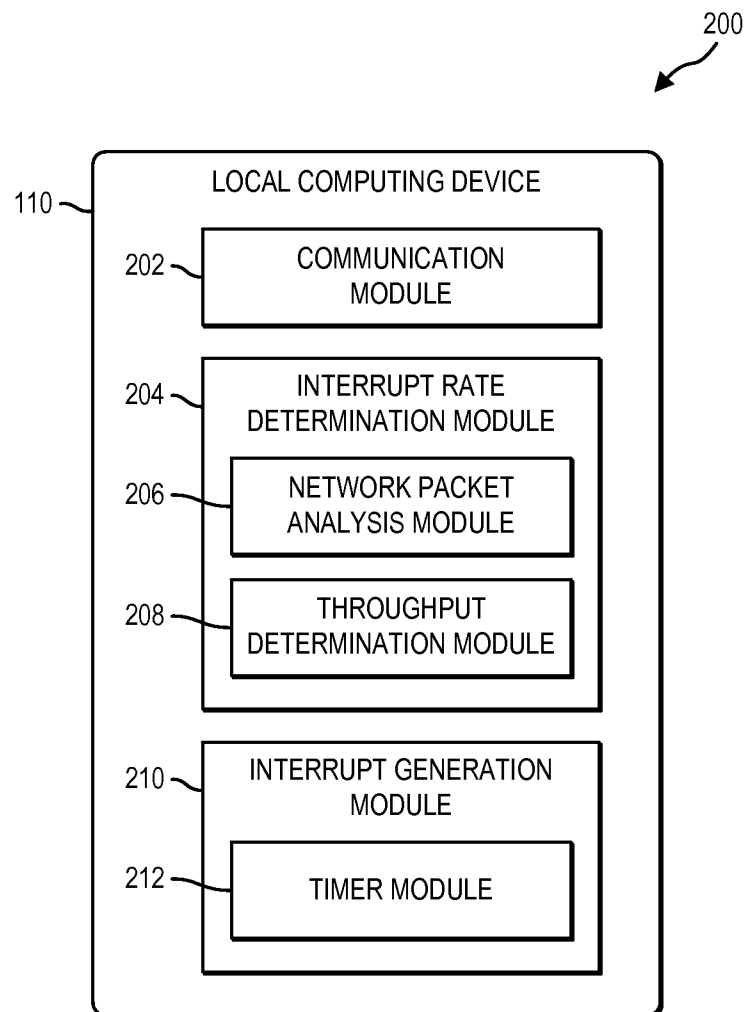 200
110
LOCAL COMPUTING DEVICE
202
COMMUNICATION
MODULE
204
INTERRUPT RATE
DETERMINATION MODULE
206
NETWORK PACKET
ANALYSIS MODULE
208
THROUGHPUT
DETERMINATION MODULE
210
INTERRUPT GENERATION
MODULE
212
TIMER MODULE